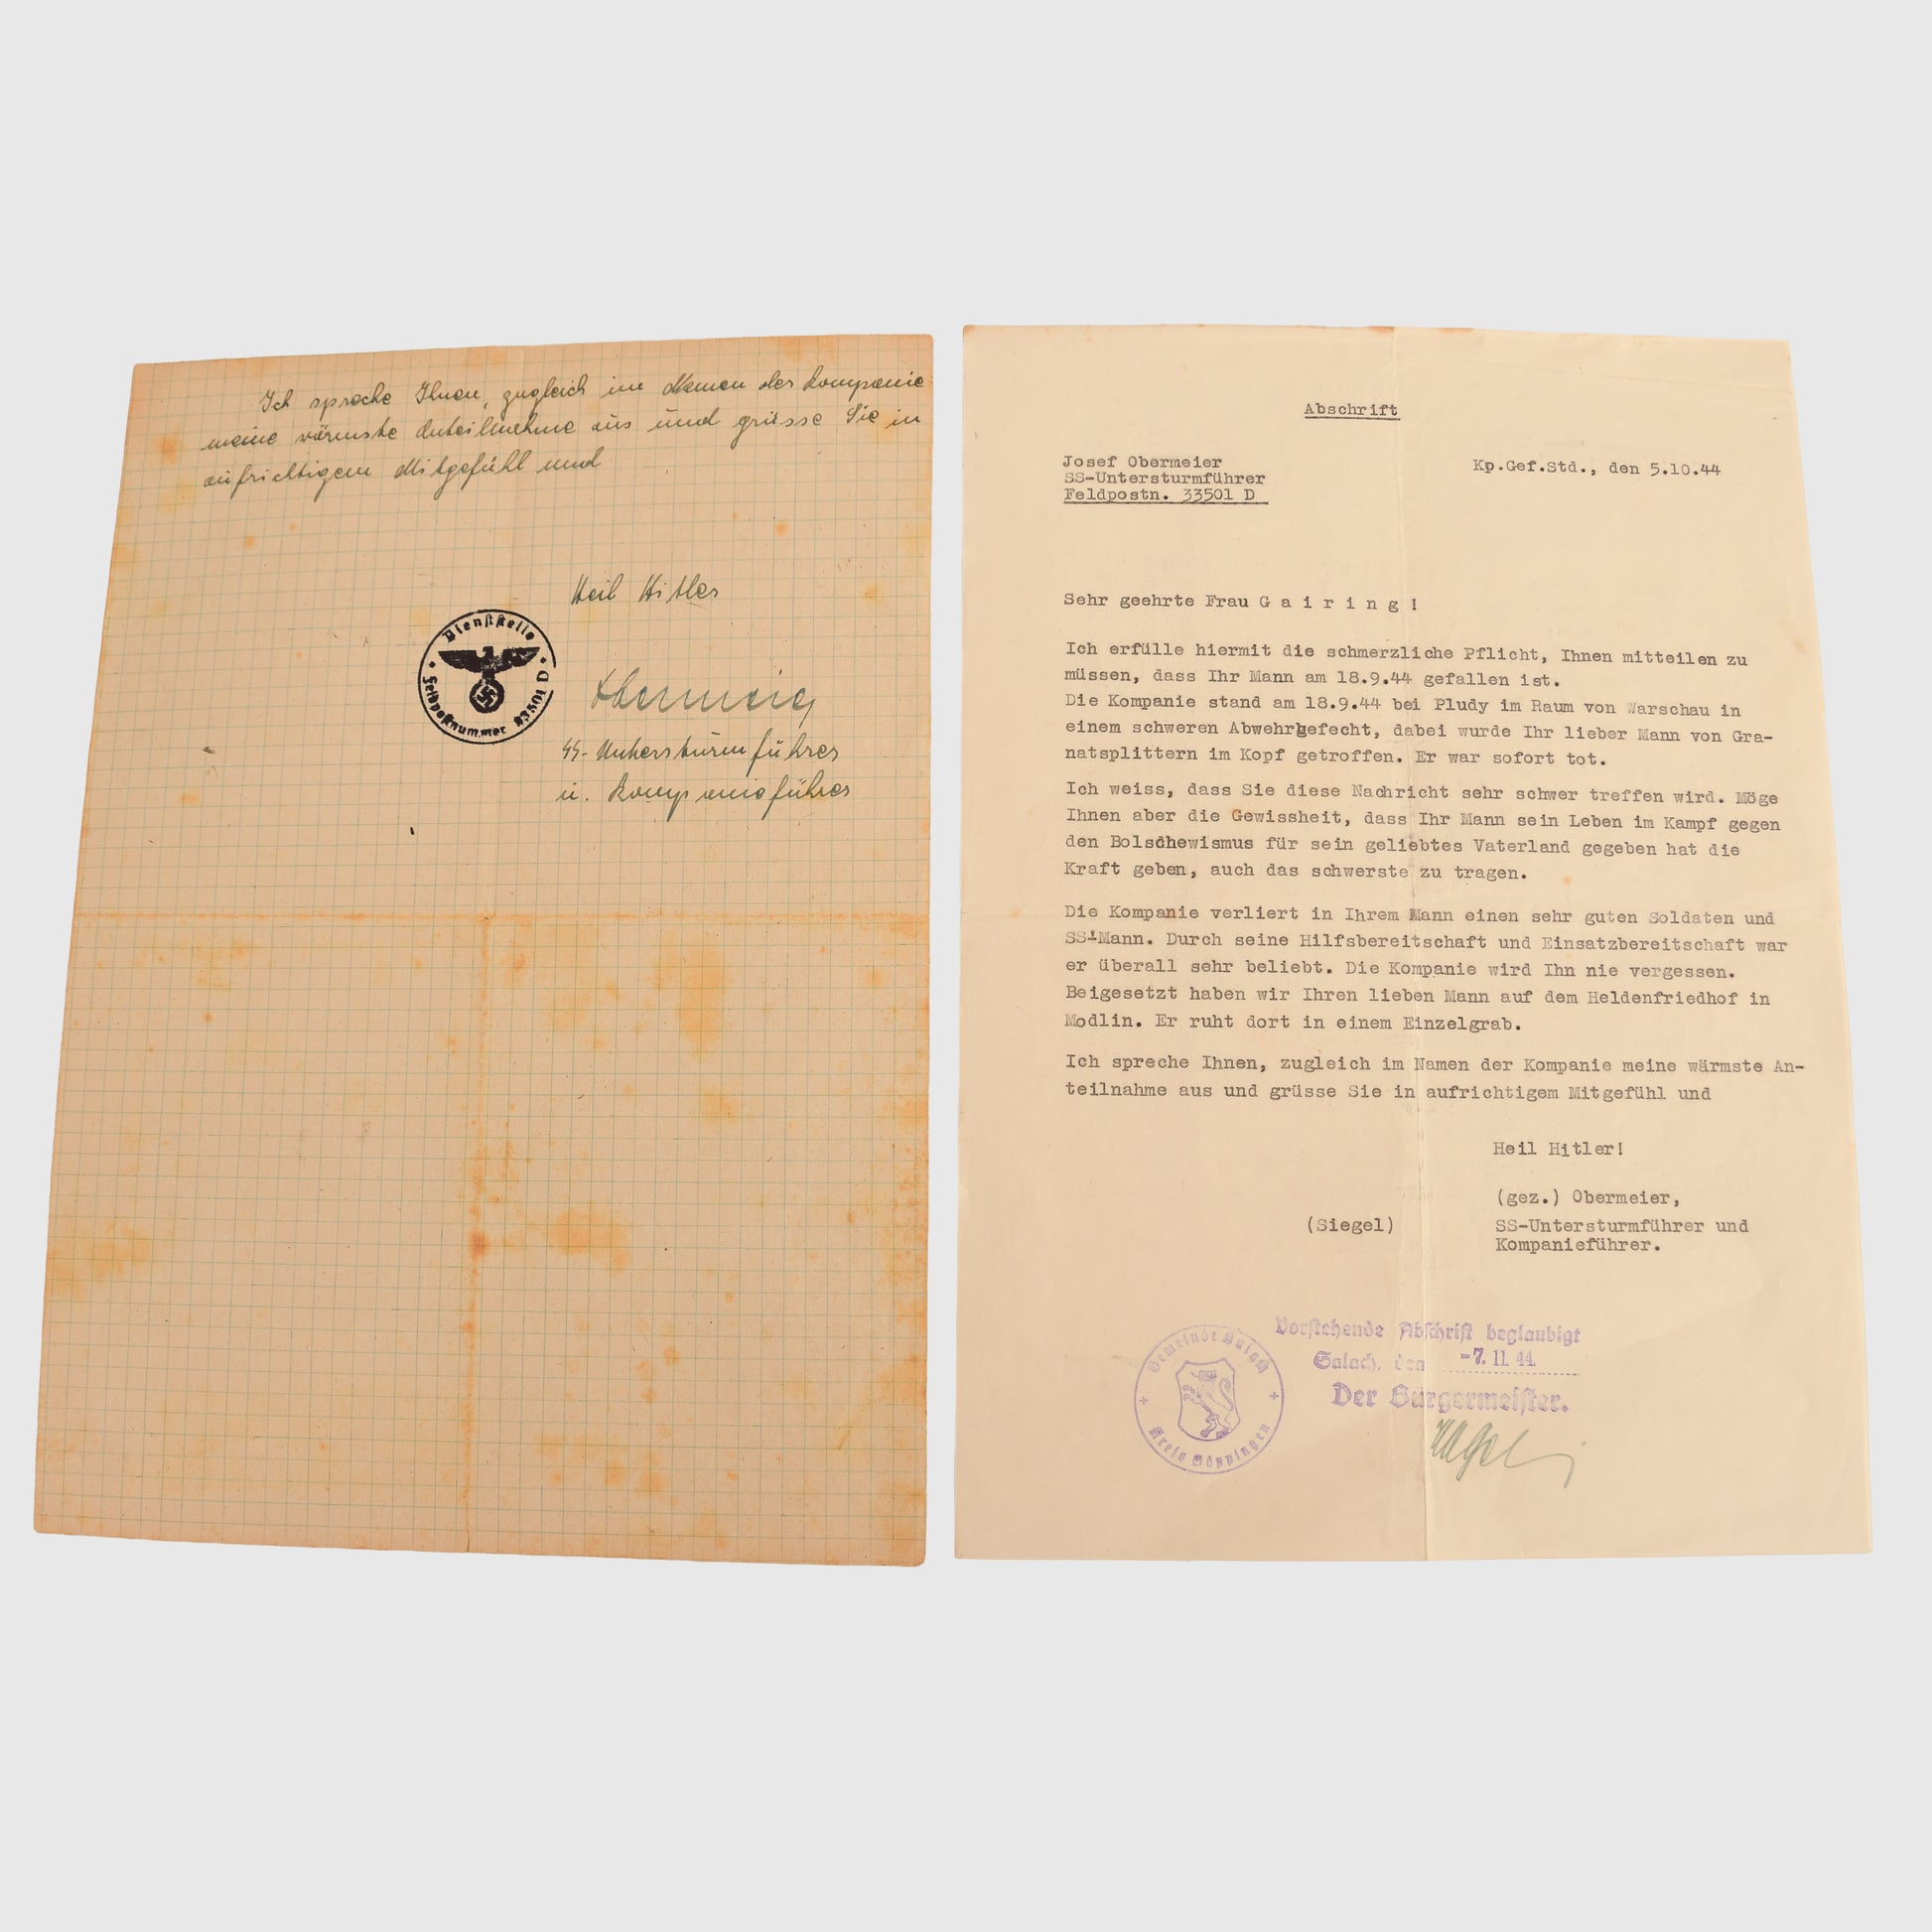 Ich spreche Ihnen, zugleich im Namen der Kompanie
meine wärmste Anteilnehme aus und grüsse Sie in
aufrichtigem Mitgefühl und
Heil Hitler
Dienststelle
Feldpostnummer 33501 D
Obermeier
SS-Untersturmführer
u. Kompanieführer
Abschrift
Josef Obermeier
SS-Untersturmführer
Feldpostn. 33501 D
Kp.Gef.Std., den 5.10.44
Sehr geehrte Frau G a i r i n g !
Ich erfülle hiermit die schmerzliche Pflicht, Ihnen mitteilen zu
müssen, dass Ihr Mann am 18.9.44 gefallen ist.
Die Kompanie stand am 18.9.44 bei Pludy im Raum von Warschau in
einem schweren Abwehrgefecht, dabei wurde Ihr lieber Mann von Gra-
natsplittern im Kopf getroffen. Er war sofort tot.
Ich weiss, dass Sie diese Nachricht sehr schwer treffen wird. Möge
Ihnen aber die Gewissheit, dass Ihr Mann sein Leben im Kampf gegen
den Bolschewismus für sein geliebtes Vaterland gegeben hat die
Kraft geben, auch das schwerste zu tragen.
Die Kompanie verliert in Ihrem Mann einen sehr guten Soldaten und
SS-Mann. Durch seine Hilfsbereitschaft und Einsatzbereitschaft war
er überall sehr beliebt. Die Kompanie wird Ihn nie vergessen.
Beigesetzt haben wir Ihren lieben Mann auf dem Heldenfriedhof in
Modlin. Er ruht dort in einem Einzelgrab.
Ich spreche Ihnen, zugleich im Namen der Kompanie meine wärmste An-
teilnahme aus und grüsse Sie in aufrichtigem Mitgefühl und
Heil Hitler!
(gez.) Obermeier,
(Siegel)
SS-Untersturmführer und
Kompanieführer.
Vorstehende Abschrift beglaubigt
Salach, den -7. 11. 44
Der Bürgermeister.
Gemeinde Salach
Kreis Göppingen